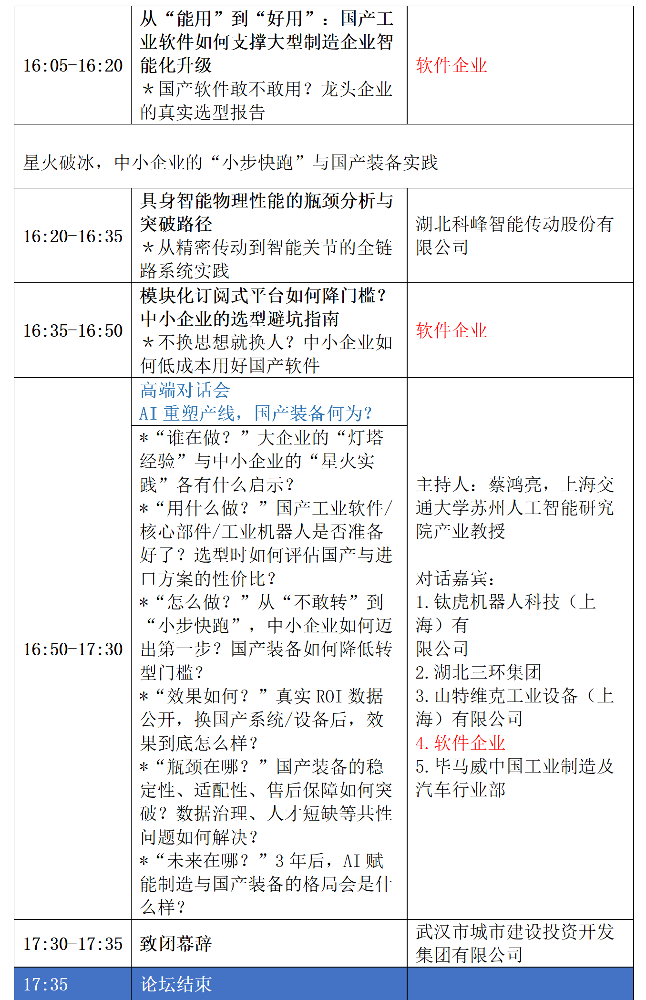 16:05-16:20
从“能用”到“好用”：国产工
业软件如何支撑大型制造企业智
能化升级
＊国产软件敢不敢用？龙头企业
的真实选型报告
软件企业
星火破冰，中小企业的“小步快跑”与国产装备实践
16:20-16:35
具身智能物理性能的瓶颈分析与
突破路径
＊从精密传动到智能关节的全链
路系统实践
湖北科峰智能传动股份有
限公司
16:35-16:50
模块化订阅式平台如何降门槛？
中小企业的选型避坑指南
＊不换思想就换人？中小企业如
何低成本用好国产软件
软件企业
16:50-17:30
高端对话会
AI 重塑产线，国产装备何为？
*“谁在做？”大企业的“灯塔
经验”与中小企业的“星火实
践”各有什么启示？
*“用什么做？”国产工业软件/
核心部件/工业机器人是否准备
好了？选型时如何评估国产与进
口方案的性价比？
*“怎么做？”从“不敢转”到
“小步快跑”，中小企业如何迈
出第一步？国产装备如何降低转
型门槛？
*“效果如何？”真实 ROI 数据
公开，换国产系统/设备后，效
果到底怎么样？
*“瓶颈在哪？”国产装备的稳
定性、适配性、售后保障如何突
破？数据治理、人才短缺等共性
问题如何解决？
*“未来在哪？”3 年后，AI 赋
能制造与国产装备的格局会是什
么样？
主持人：蔡鸿亮，上海交
通大学苏州人工智能研究
院产业教授
对话嘉宾：
1.钛虎机器人科技（上
海）有
限公司
2.湖北三环集团
3.山特维克工业设备（上
海）有限公司
4.软件企业
5.毕马威中国工业制造及
汽车行业部
17:30-17:35
致闭幕辞
武汉市城市建设投资开发
集团有限公司
17:35
论坛结束